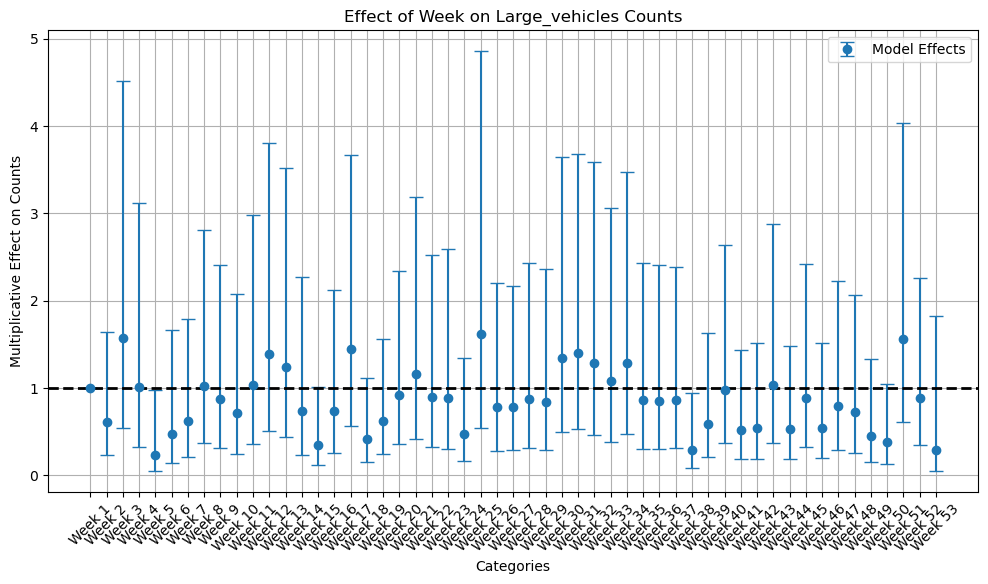 Effect of Week on Large_vehicles Counts
Model Effects
Multiplicative Effect on Counts
5
4
3
2
1
0
Week 1
Week 2
Week 3
Week 4
Week 5
Week 6
Week 7
Week 8
Week 9
Week 10
Week 11
Week 12
Week 13
Week 14
Week 15
Week 16
Week 17
Week 18
Week 19
Week 20
Week 21
Week 22
Week 23
Week 24
Week 25
Week 26
Week 27
Week 28
Week 29
Week 30
Week 31
Week 32
Week 33
Week 34
Week 35
Week 36
Week 37
Week 38
Week 39
Week 40
Week 41
Week 42
Week 43
Week 44
Week 45
Week 46
Week 47
Week 48
Week 49
Week 50
Week 51
Week 52
Week 53
Categories